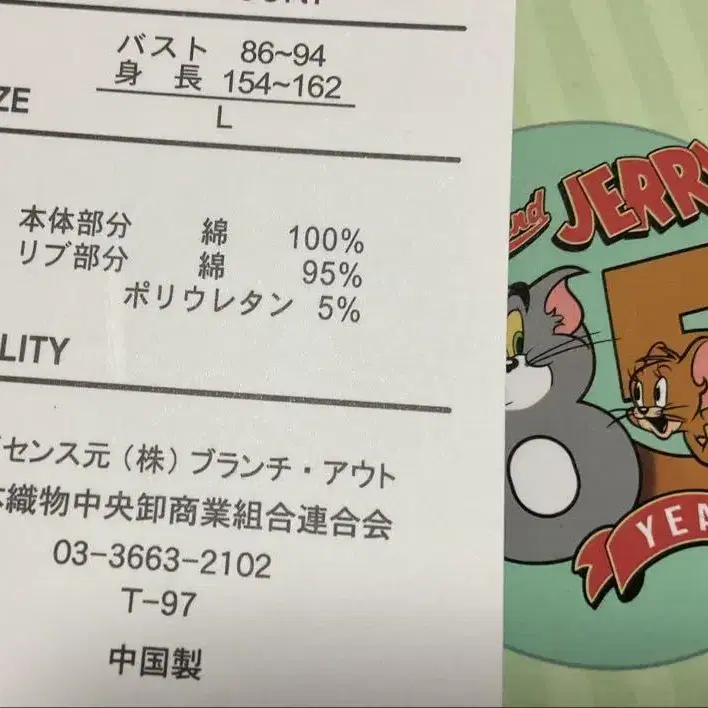 バスト 86~94
身 長 154~162
L
本体部分 綿 100%
リブ部分 綿 95%
ポリウレタン 5%
センス元（株）ブランチ・アウト
織物中央卸商業組合連合会
03-3663-2102
T-97
中国製
and JERRY
YEA